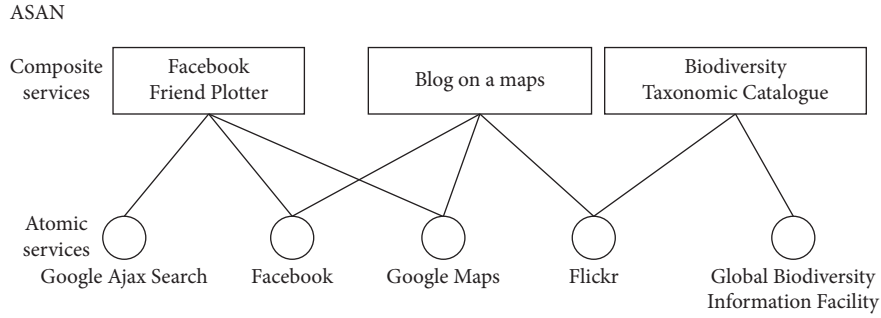 ASAN
Composite
services
Facebook
Friend Plotter
Blog on a maps
Biodiversity
Taxonomic Catalogue
Atomic
services
Google Ajax Search
Facebook
Google Maps
Flickr
Global Biodiversity
Information Facility